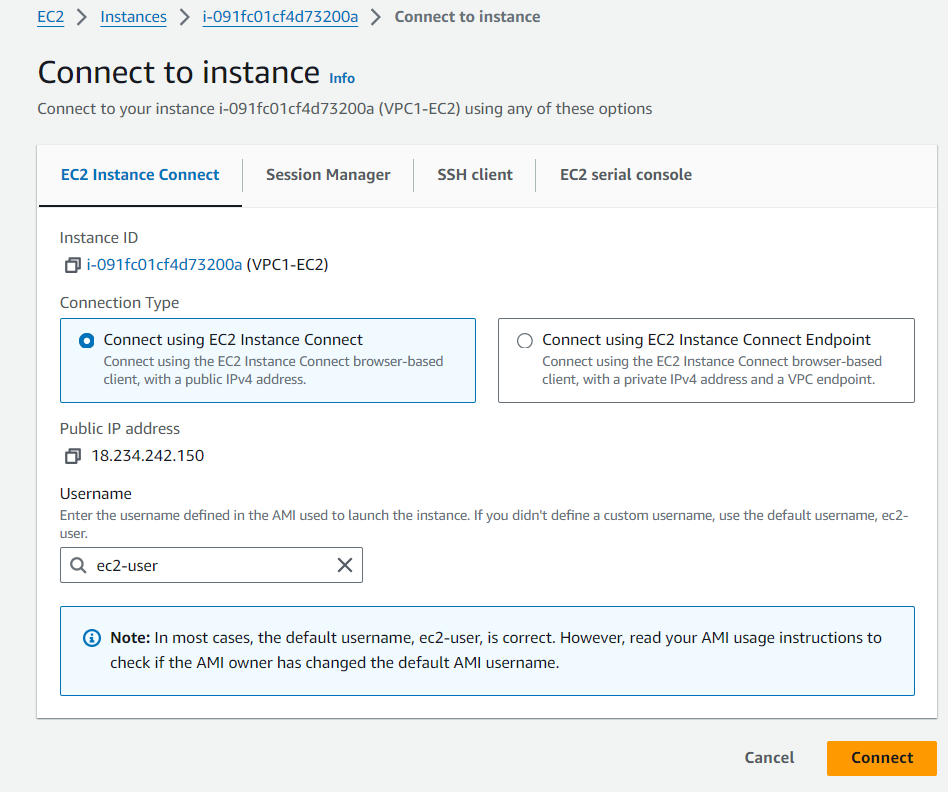 EC2 > Instances > i-091fc01cf4d73200a > Connect to instance
Connect to instance Info
Connect to your instance i-091fc01cf4d73200a (VPC1-EC2) using any of these options
EC2 Instance Connect Session Manager SSH client EC2 serial console
Instance ID
i-091fc01cf4d73200a (VPC1-EC2)
Connection Type
Connect using EC2 Instance Connect
Connect using the EC2 Instance Connect browser-based
client, with a public IPv4 address.
Connect using EC2 Instance Connect Endpoint
Connect using the EC2 Instance Connect browser-based
client, with a private IPv4 address and a VPC endpoint.
Public IP address
18.234.242.150
Username
Enter the username defined in the AMI used to launch the instance. If you didn't define a custom username, use the default username, ec2-
user.
ec2-user
Note: In most cases, the default username, ec2-user, is correct. However, read your AMI usage instructions to
check if the AMI owner has changed the default AMI username.
Cancel Connect